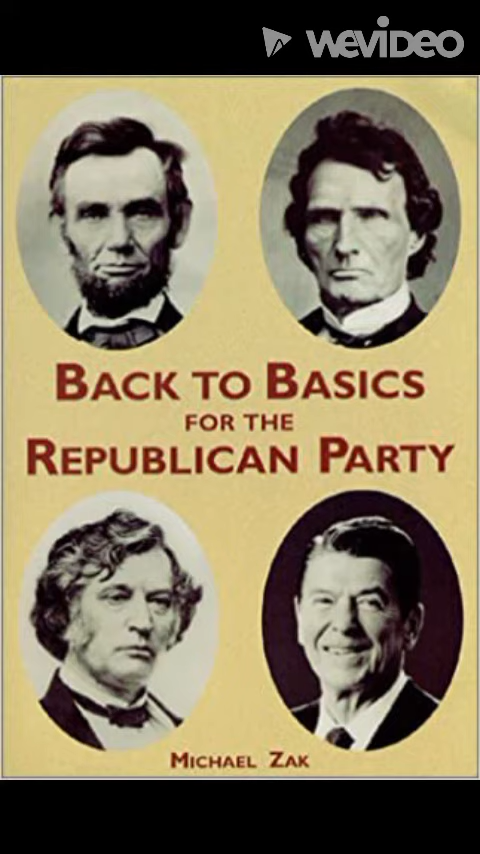 WEVIDEO
BACK TO BASICS
FOR THE
REPUBLICAN PARTY
MICHAEL ZAK